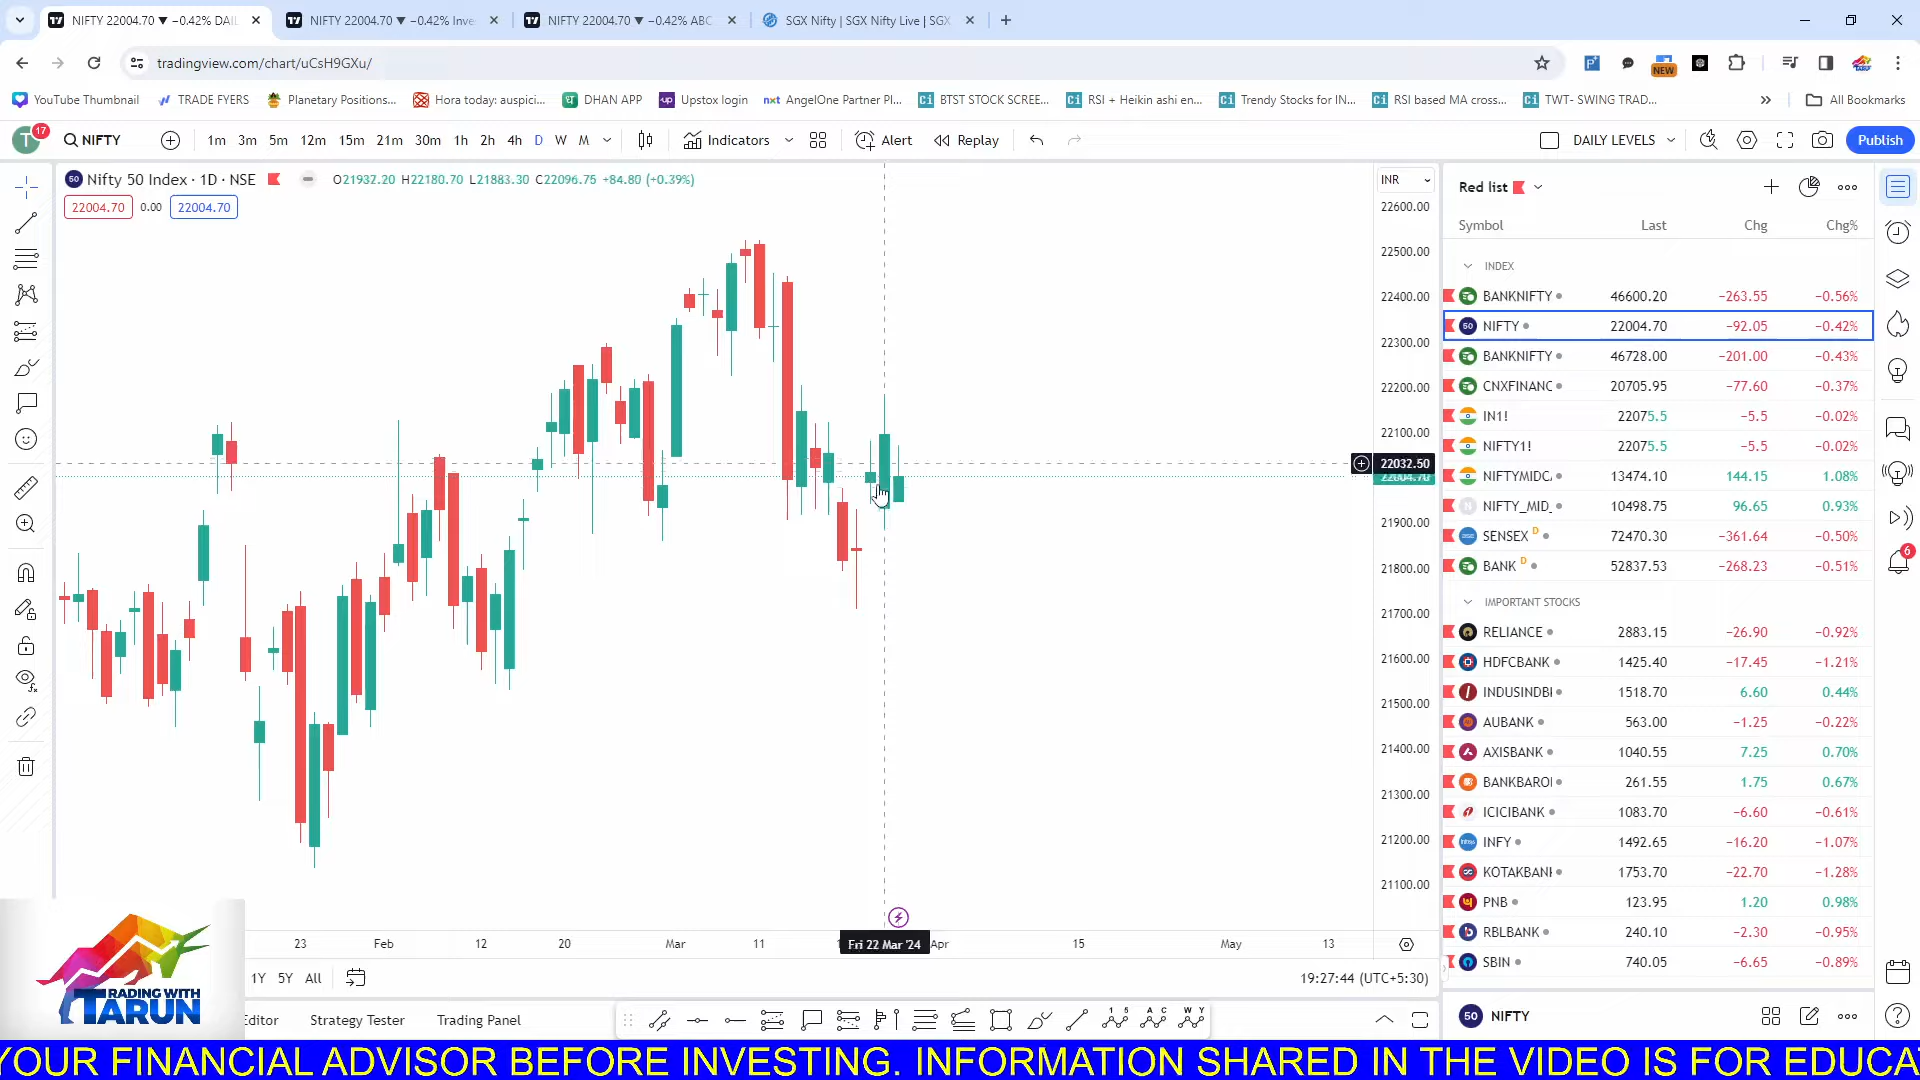 NIFTY 22004.70 ▼ −0.42% DAIL
NIFTY 22004.70 ▼ −0.42% Inve
NIFTY 22004.70 ▼ −0.42% ABC
SGX Nifty | SGX Nifty Live | SGX
tradingview.com/chart/uCsH9GXu/
NEW
YouTube Thumbnail
TRADE FYERS
Planetary Positions...
Hora today: auspici...
DHAN APP
Upstox login
AngelOne Partner Pl...
BTST STOCK SCREE...
RSI + Heikin ashi en...
Trendy Stocks for IN...
RSI based MA cross...
TWT- SWING TRAD...
All Bookmarks
T 17
NIFTY
1m 3m 5m 12m 15m 21m 30m 1h 2h 4h D W M
Indicators
Alert
Replay
DAILY LEVELS
Publish
Nifty 50 Index · 1D · NSE
O21932.20 H22180.70 L21883.30 C22096.75 +84.80 (+0.39%)
22004.70 0.00 22004.70
INR
22600.00
22500.00
22400.00
22300.00
22200.00
22100.00
22032.50
22004.70
21900.00
21800.00
21700.00
21600.00
21500.00
21400.00
21300.00
21200.00
21100.00
23 Feb 12 20 Mar 11 Fri 22 Mar '24 Apr 15 May 13
1Y 5Y All
19:27:44 (UTC+5:30)
Editor
Strategy Tester
Trading Panel
Red list
Symbol Last Chg Chg%
INDEX
BANKNIFTY 46600.20 −263.55 −0.56%
NIFTY 22004.70 −92.05 −0.42%
BANKNIFTY 46728.00 −201.00 −0.43%
CNXFINANC 20705.95 −77.60 −0.37%
IN1! 22075.5 −5.5 −0.02%
NIFTY1! 22075.5 −5.5 −0.02%
NIFTYMIDC 13474.10 144.15 1.08%
NIFTY_MID_ 10498.75 96.65 0.93%
SENSEX D 72470.30 −361.64 −0.50%
BANK D 52837.53 −268.23 −0.51%
IMPORTANT STOCKS
RELIANCE 2883.15 −26.90 −0.92%
HDFCBANK 1425.40 −17.45 −1.21%
INDUSINDBI 1518.70 6.60 0.44%
AUBANK 563.00 −1.25 −0.22%
AXISBANK 1040.55 7.25 0.70%
BANKBAROI 261.55 1.75 0.67%
ICICIBANK 1083.70 −6.60 −0.61%
INFY 1492.65 −16.20 −1.07%
KOTAKBANI 1753.70 −22.70 −1.28%
PNB 123.95 1.20 0.98%
RBLBANK 240.10 −2.30 −0.95%
SBIN 740.05 −6.65 −0.89%
50 NIFTY
6
TRADING WITH
TARUN
YOUR FINANCIAL ADVISOR BEFORE INVESTING. INFORMATION SHARED IN THE VIDEO IS FOR EDUCA